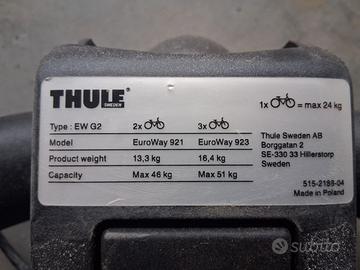 THULE
SWEDEN
1x = max 24 kg
Type : EW G2 2x 3x
Model EuroWay 921 EuroWay 923
Product weight 13,3 kg 16,4 kg
Capacity Max 46 kg Max 51 kg
Thule Sweden AB
Borggatan 2
SE-330 33 Hillerstorp
Sweden
515-2188-04
Made in Poland
subito